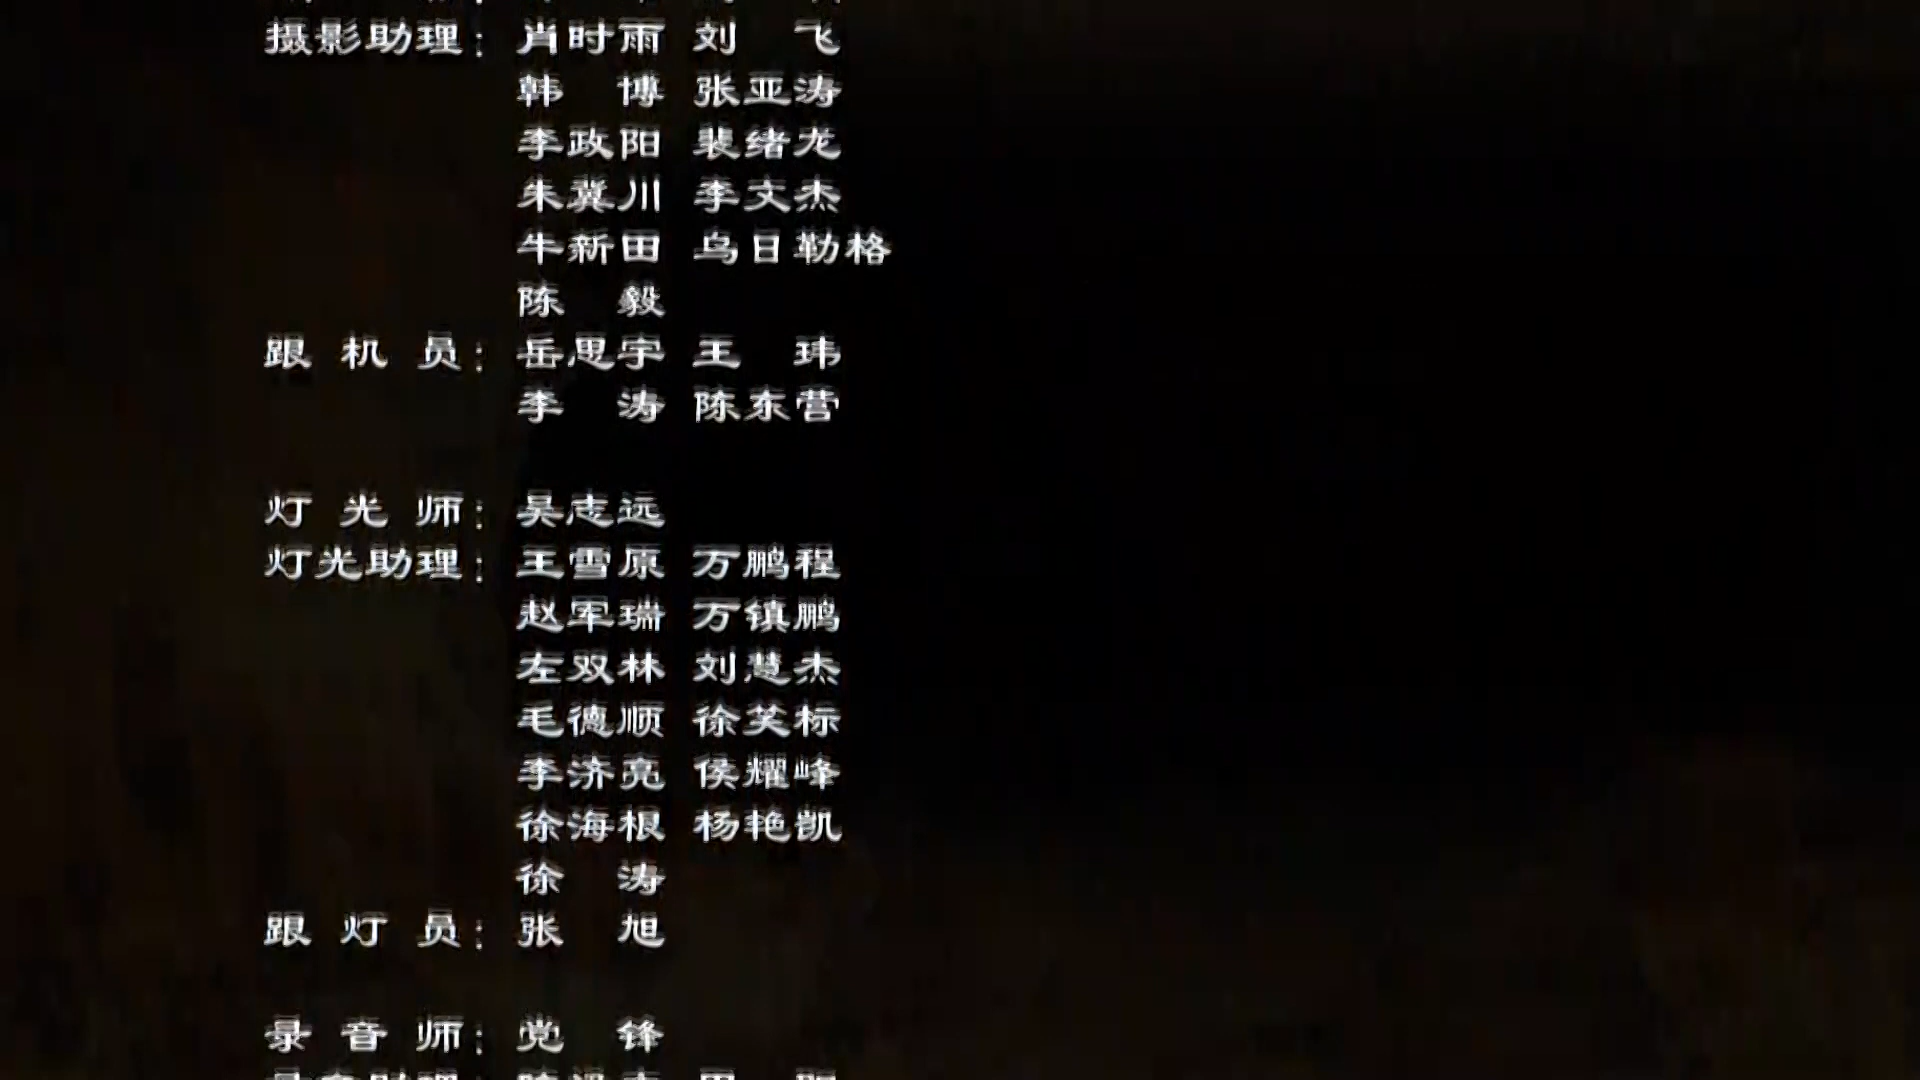 摄影助理：肖时雨 刘 飞
韩 博 张亚涛
李政阳 裴绪龙
朱冀川 李文杰
牛新田 乌日勒格
陈 毅
跟 机 员：岳思宇 王 玮
李 涛 陈东营
灯 光 师：吴志远
灯光助理：王雪原 万鹏程
赵军瑞 万镇鹏
左双林 刘慧杰
毛德顺 徐笑标
李济亮 侯耀峰
徐海根 杨艳凯
徐 涛
跟 灯 员：张 旭
录 音 师：党 锋